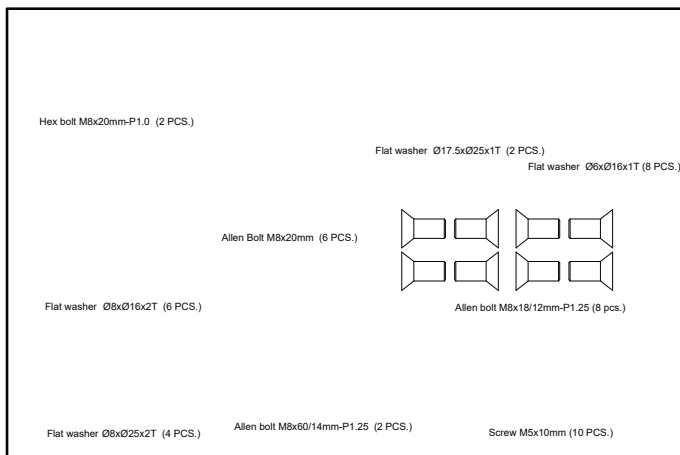 Hex bolt M8x20mm-P1.0 (2 PCS.)
Flat washer Ø17.5xØ25x1T (2 PCS.)
Flat washer Ø6xØ16x1T (8 PCS.)
Allen Bolt M8x20mm (6 PCS.)
Flat washer Ø8xØ16x2T (6 PCS.)
Allen bolt M8x18/12mm-P1.25 (8 pcs.)
Flat washer Ø8xØ25x2T (4 PCS.)
Allen bolt M8x60/14mm-P1.25 (2 PCS.)
Screw M5x10mm (10 PCS.)